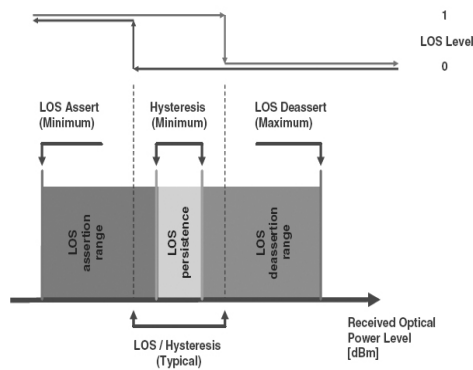 1
LOS Level
0
LOS Assert
(Minimum)
Hysteresis
(Minimum)
LOS Deassert
(Maximum)
LOS
assertion
range
LOS
persistence
LOS
deassertion
range
Received Optical
Power Level
[dBm]
LOS / Hysteresis
(Typical)